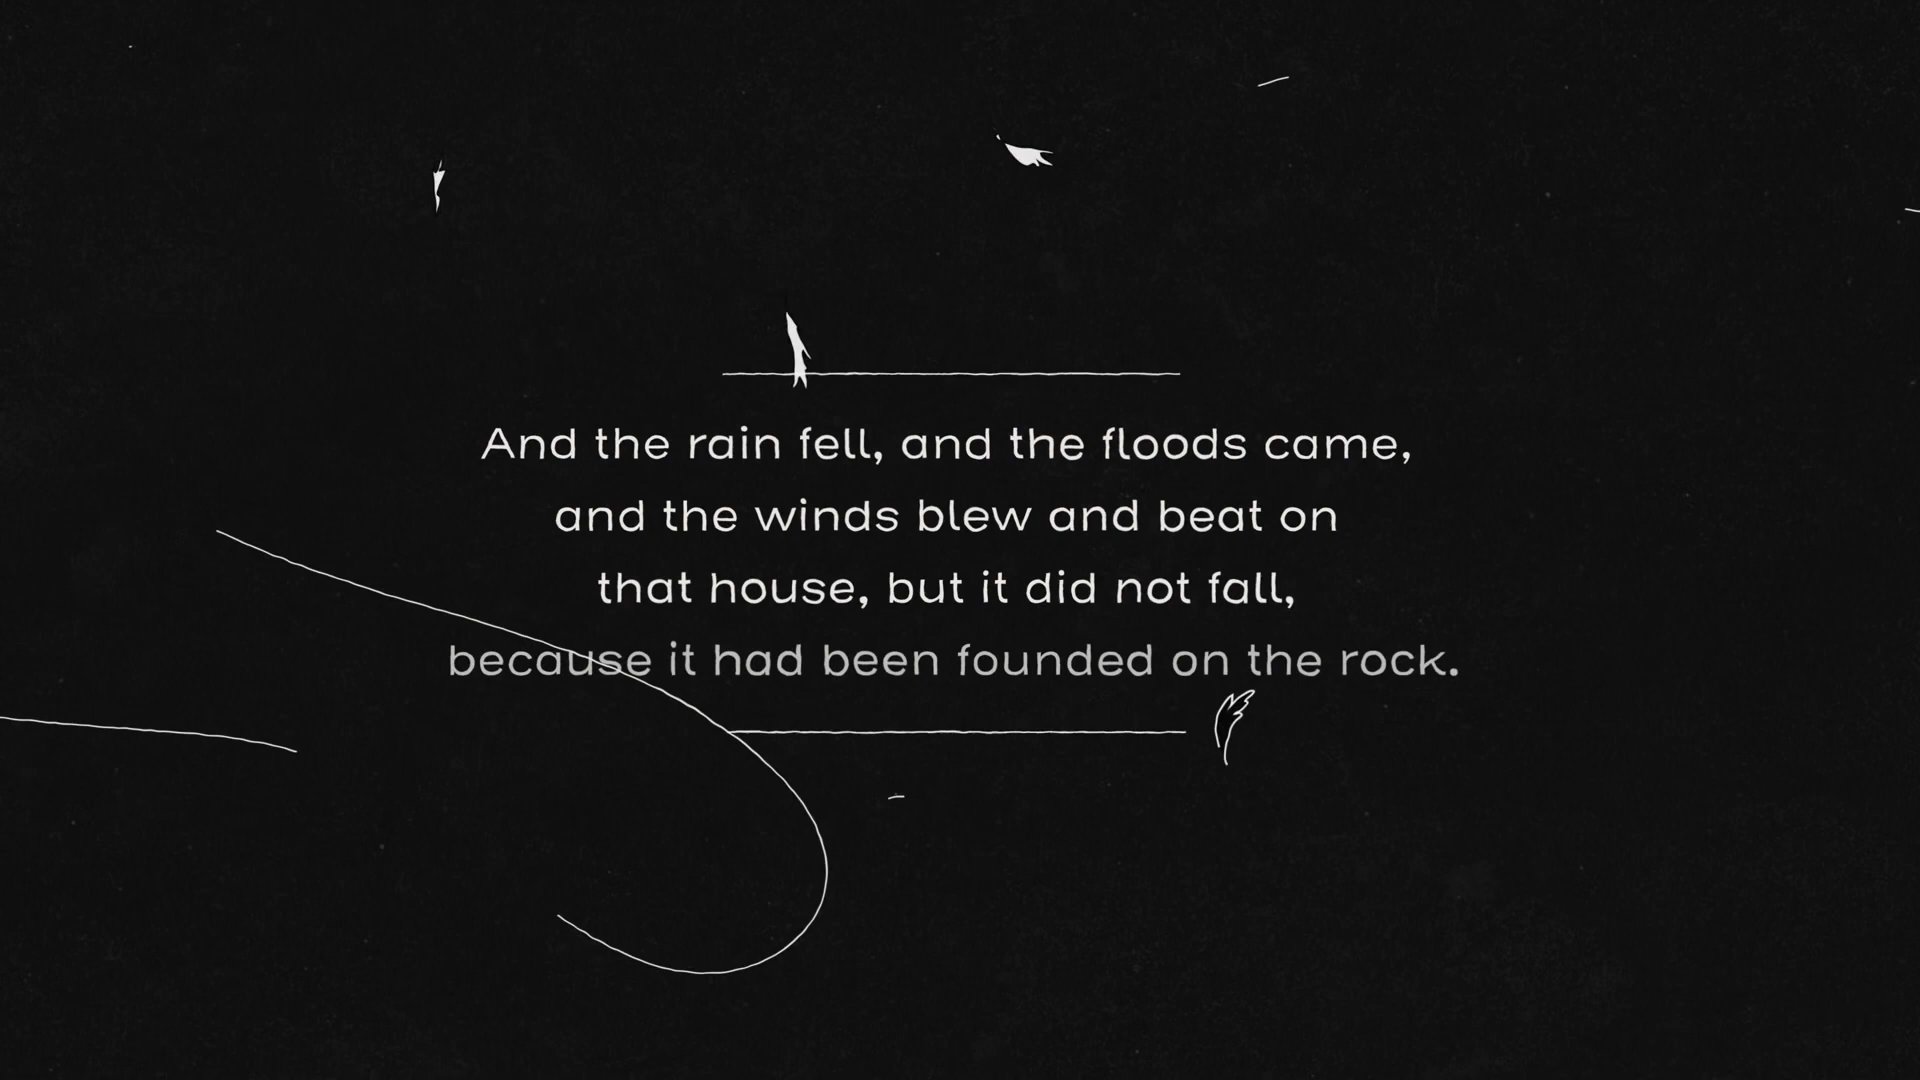 And the rain fell, and the floods came,
and the winds blew and beat on
that house, but it did not fall,
because it had been founded on the rock.